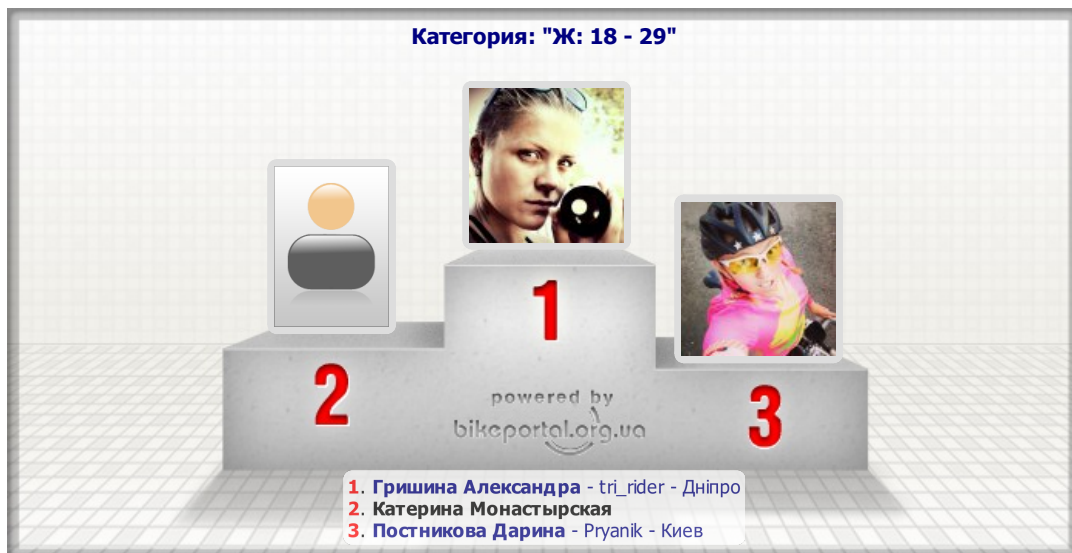 Категория: "Ж: 18 - 29"
1
2
3
powered by
bikeportal.org.ua
1. Гришина Александра - tri_rider - Дніпро
2. Катерина Монастырская
3. Постникова Дарина - Pryanik - Киев